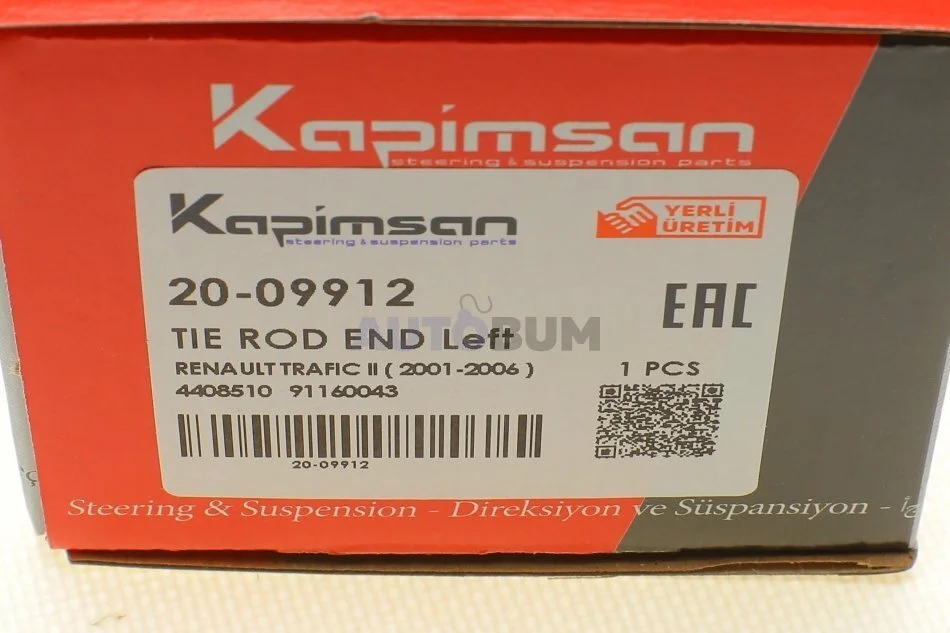 Kapimsan
steering & suspension parts
Kapimsan
steering & suspension parts
YERLİ
ÜRETİM
20-09912
EAC
AUTOBUM
TIE ROD END Left
RENAULT TRAFIC II ( 2001-2006 )
1 PCS
4408510 91160043
20-09912
Steering & Suspension - Direksiyon ve Süspansiyon -